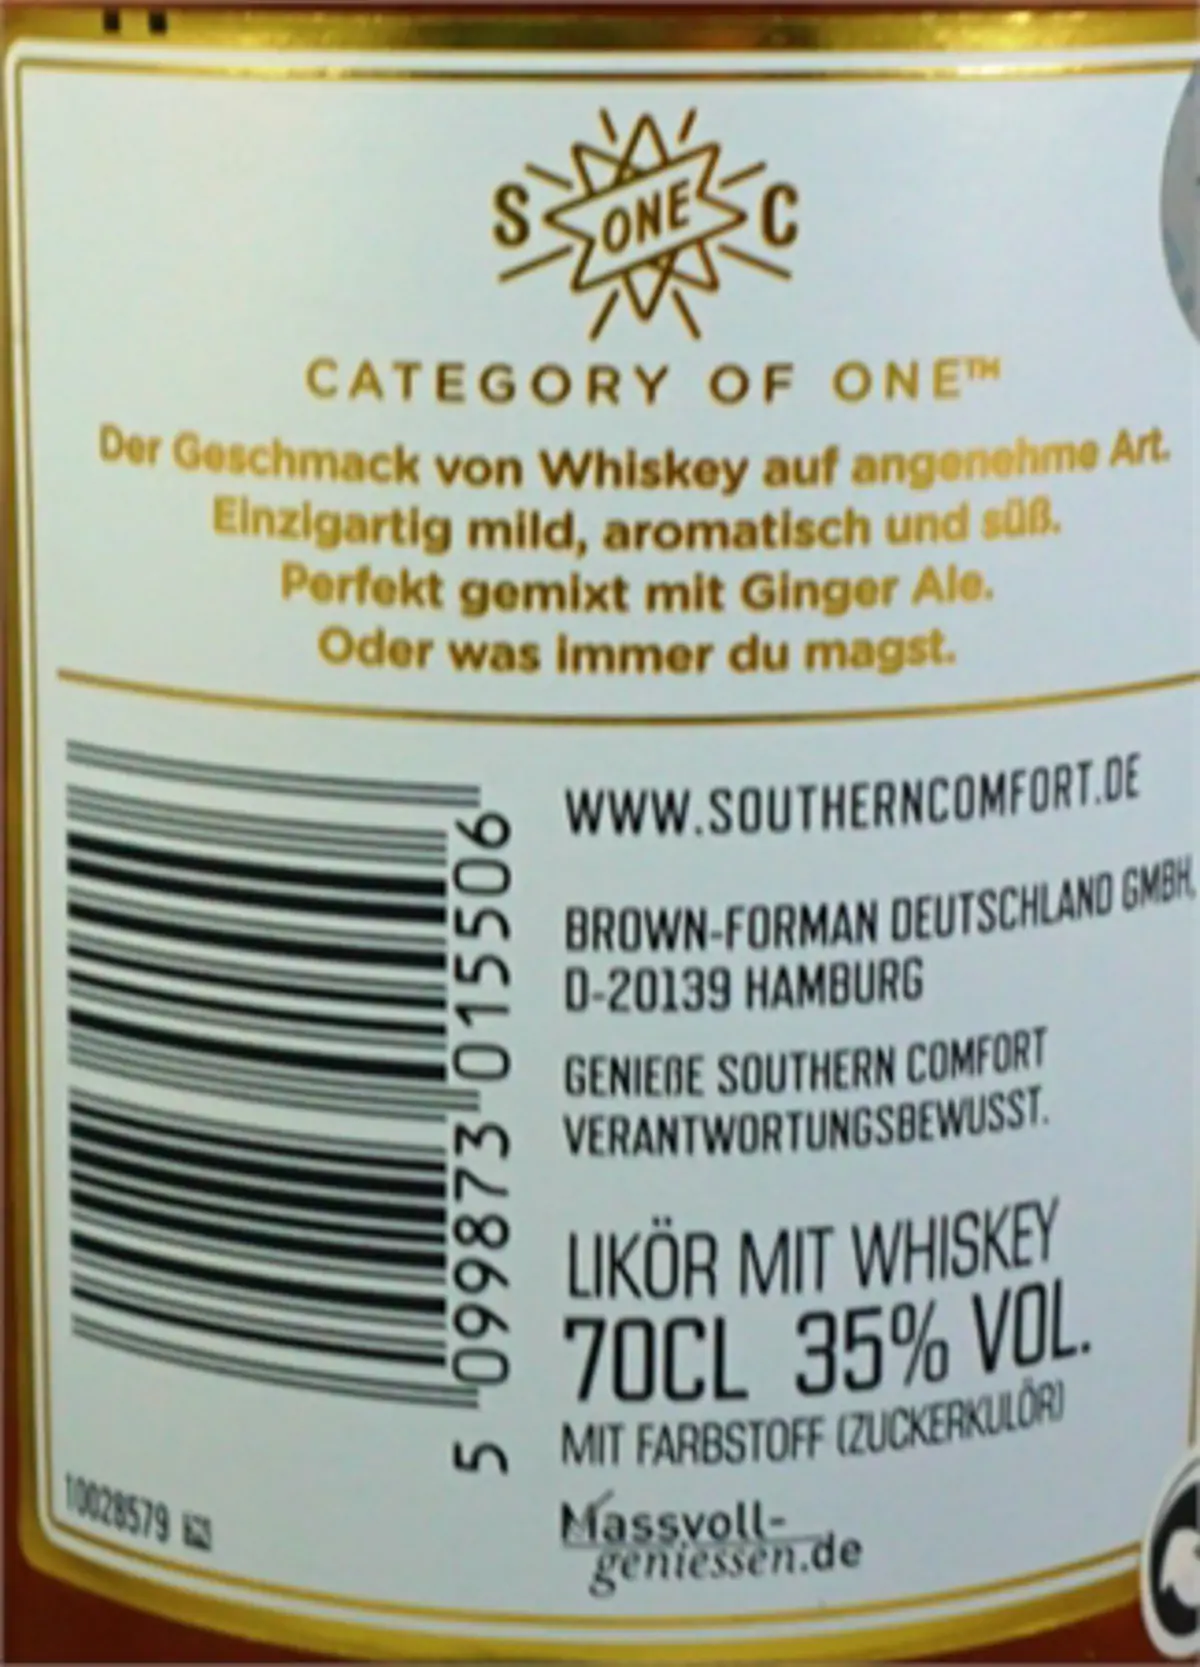 S ONE C
CATEGORY OF ONE™
Der Geschmack von Whiskey auf angenehme Art.
Einzigartig mild, aromatisch und süß.
Perfekt gemixt mit Ginger Ale.
Oder was immer du magst.
WWW.SOUTHERNCOMFORT.DE
BROWN-FORMAN DEUTSCHLAND GMBH,
D-20139 HAMBURG
GENIEßE SOUTHERN COMFORT
VERANTWORTUNGSBEWUSST.
LIKÖR MIT WHISKEY
70CL 35% VOL.
MIT FARBSTOFF (ZUCKERKULÖR)
Massvoll-
geniessen.de
5 099873 015506
10028579